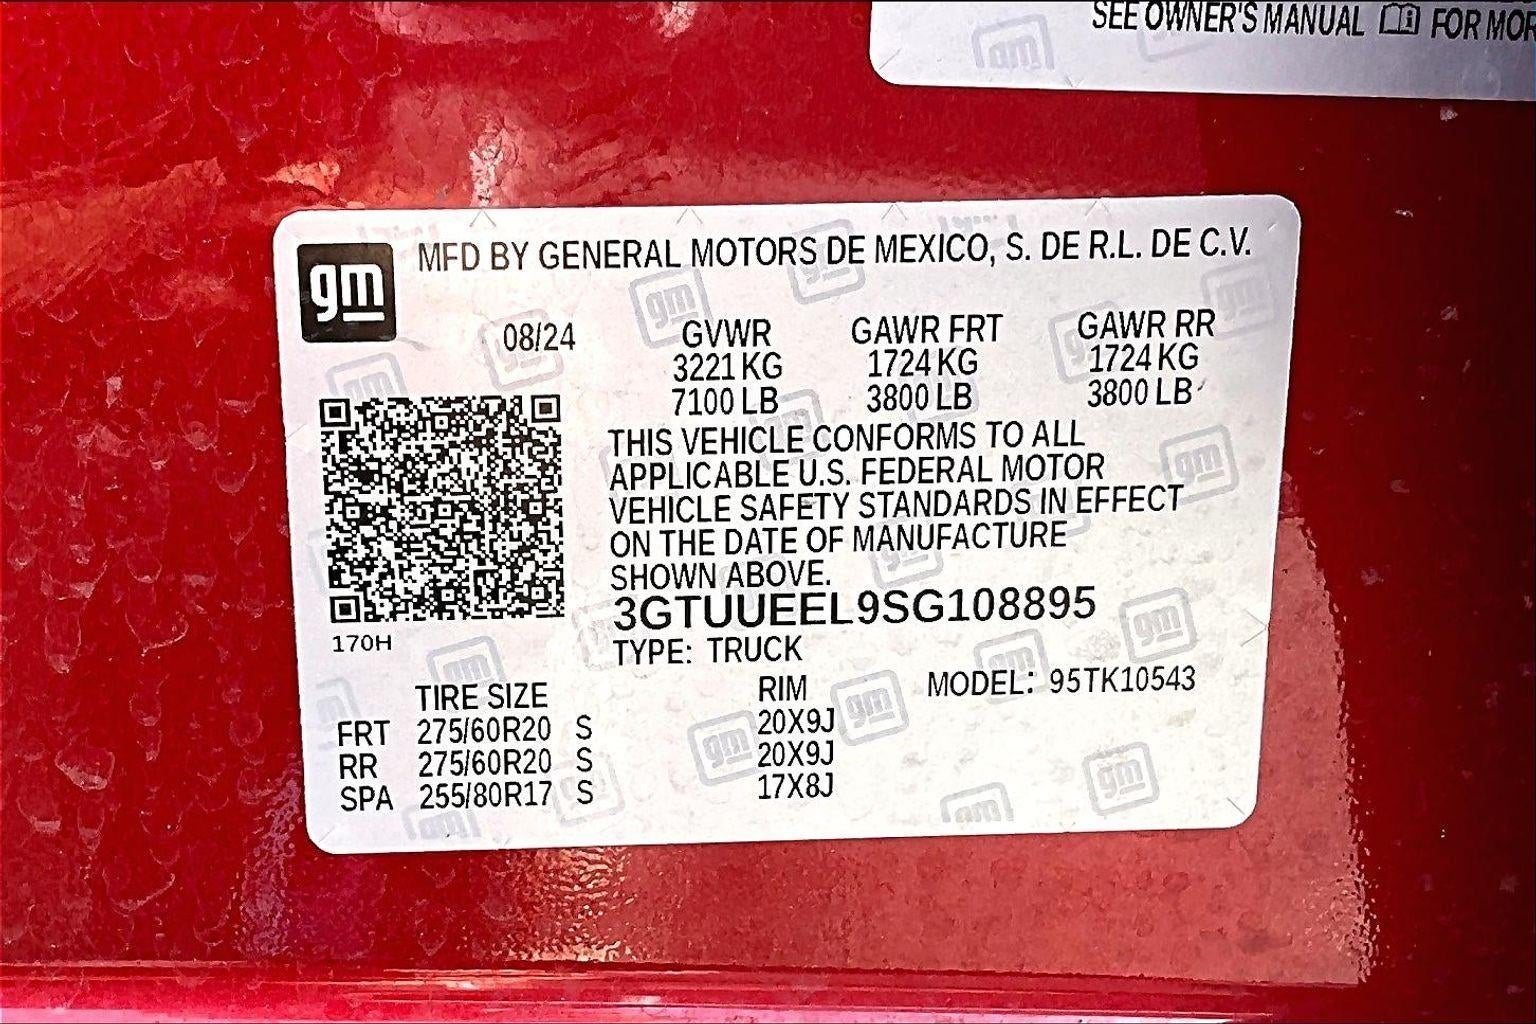 SEE OWNER'S MANUAL FOR MOR
gm MFD BY GENERAL MOTORS DE MEXICO, S. DE R.L. DE C.V.
08/24 GVWR GAWR FRT GAWR RR
3221 KG 1724 KG 1724 KG
7100 LB 3800 LB 3800 LB
THIS VEHICLE CONFORMS TO ALL
APPLICABLE U.S. FEDERAL MOTOR
VEHICLE SAFETY STANDARDS IN EFFECT
ON THE DATE OF MANUFACTURE
SHOWN ABOVE.
3GTUUEEL9SG108895
170H
TYPE: TRUCK
TIRE SIZE RIM MODEL: 95TK10543
FRT 275/60R20 S 20X9J
RR 275/60R20 S 20X9J
SPA 255/80R17 S 17X8J